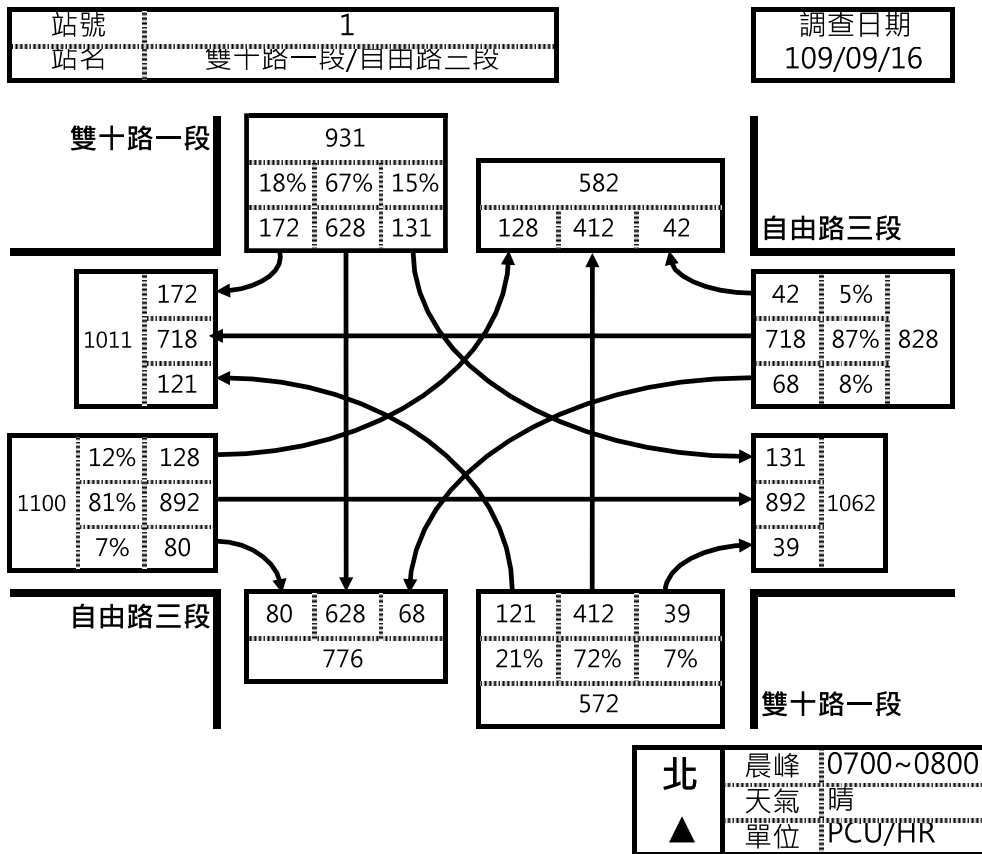 站號 1
站名 雙十路一段/自由路三段
調查日期
109/09/16
雙十路一段
931
18% 67% 15%
172 628 131
582
128 412 42
自由路三段
172
1011 718
121
42 5%
718 87% 828
68 8%
12% 128
1100 81% 892
7% 80
131
892 1062
39
自由路三段
80 628 68
776
121 412 39
21% 72% 7%
572
雙十路一段
北
▲
晨峰 0700~0800
天氣 晴
單位 PCU/HR